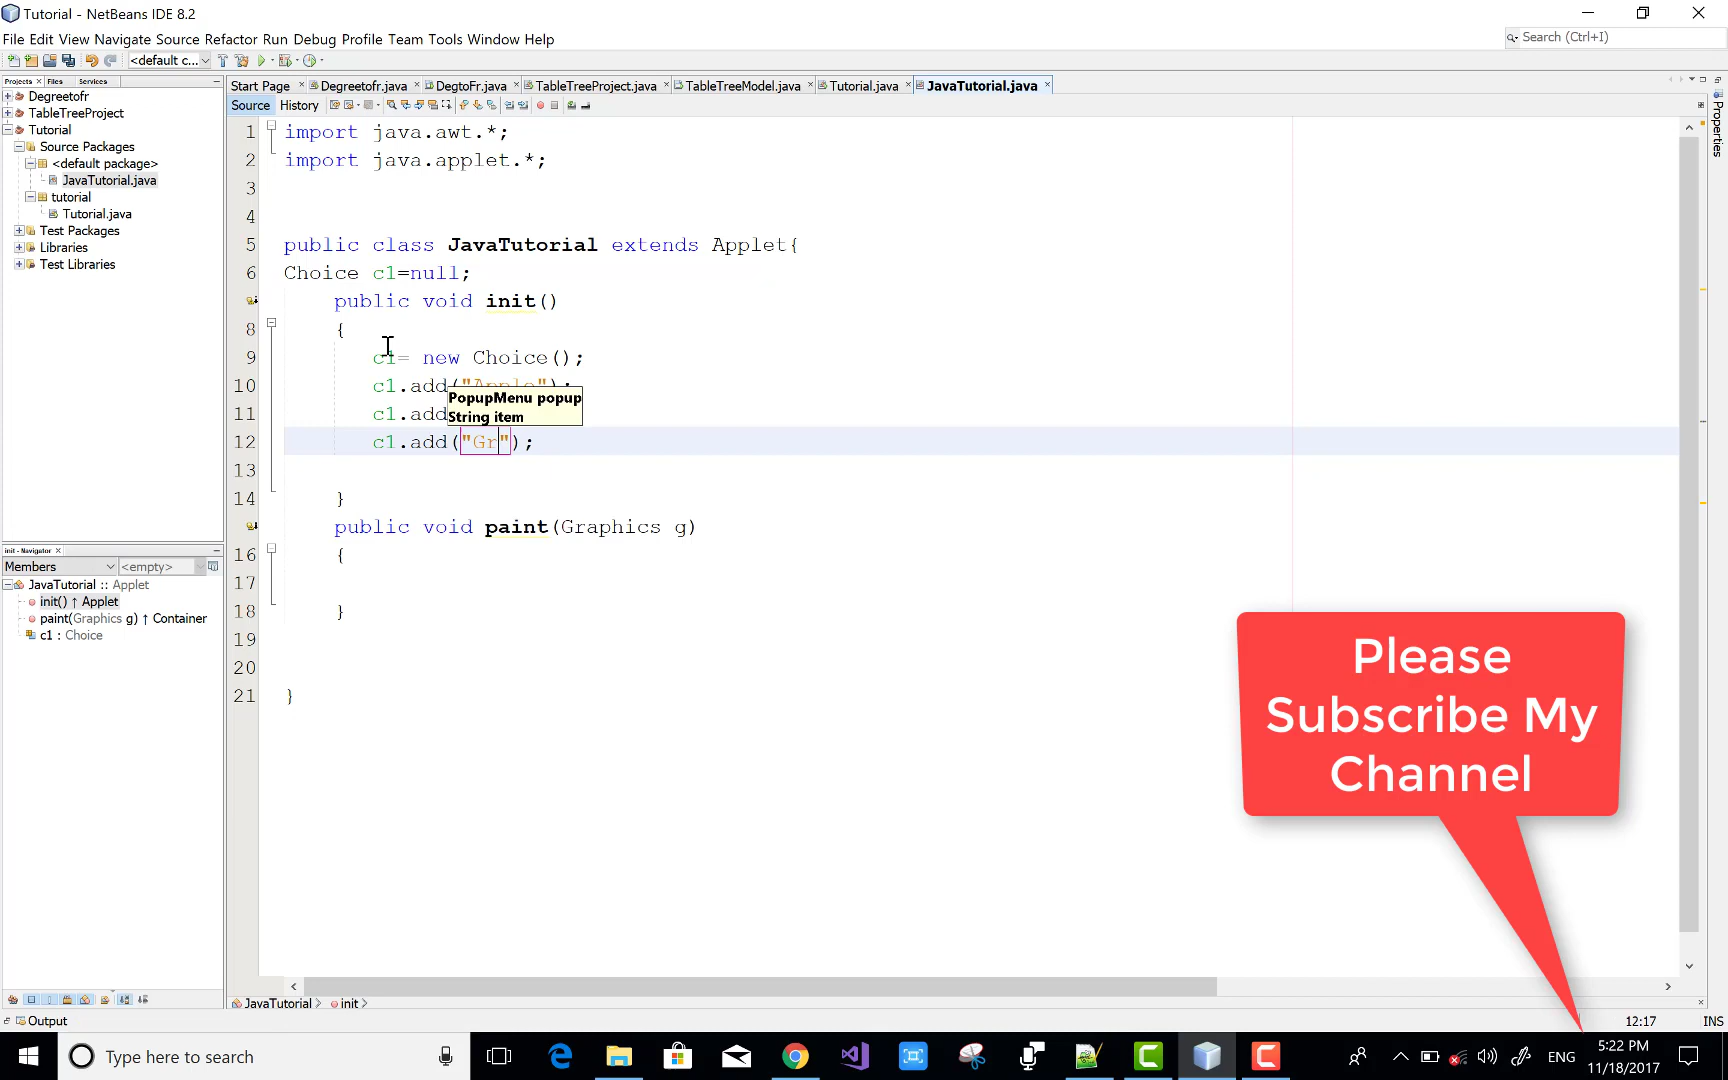 Tutorial - NetBeans IDE 8.2
File Edit View Navigate Source Refactor Run Debug Profile Team Tools Window Help
Search (Ctrl+I)
<default c...
Projects Files Services
Start Page Degreetofr.java DegtoFr.java TableTreeProject.java TableTreeModel.java Tutorial.java JavaTutorial.java
Source History
Properties
Degreetofr
TableTreeProject
Tutorial
Source Packages
<default package>
JavaTutorial.java
tutorial
Tutorial.java
Test Packages
Libraries
Test Libraries
1 import java.awt.*;
2 import java.applet.*;
3
4
5 public class JavaTutorial extends Applet{
6 Choice c1=null;
public void init()
8 {
9 c1= new Choice();
10 c1.add("Apple");
PopupMenu popup
11 c1.add
String item
12 c1.add("Gr");
13
14 }
public void paint(Graphics g)
16 {
17
18 }
19
20
21 }
init - Navigator
Members <empty>
JavaTutorial :: Applet
init() ↑ Applet
paint(Graphics g) ↑ Container
c1 : Choice
Please
Subscribe My
Channel
JavaTutorial init
Output
12:17 INS
Type here to search
ENG
5:22 PM
11/18/2017